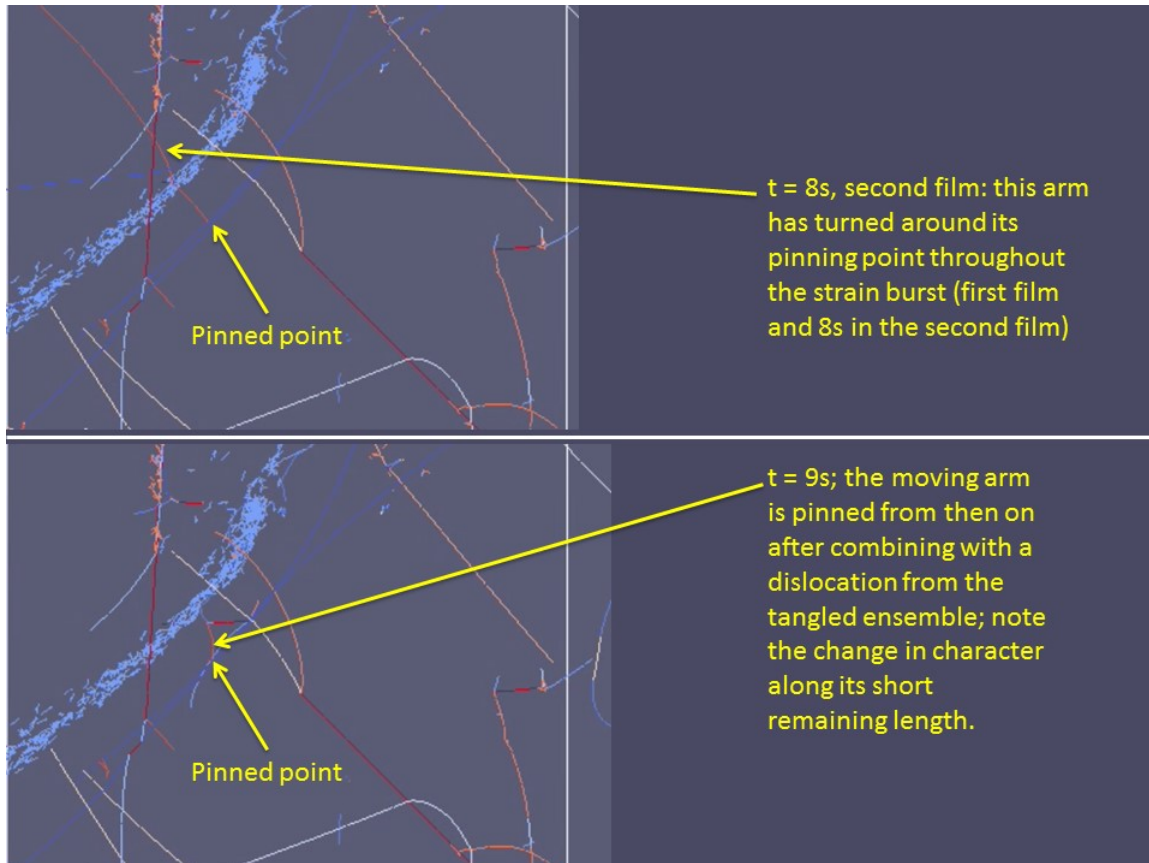 t = 8s, second film: this arm
has turned around its
pinning point throughout
the strain burst (first film
and 8s in the second film)
Pinned point
t = 9s; the moving arm
is pinned from then on
after combining with a
dislocation from the
tangled ensemble; note
the change in character
along its short
remaining length.
Pinned point